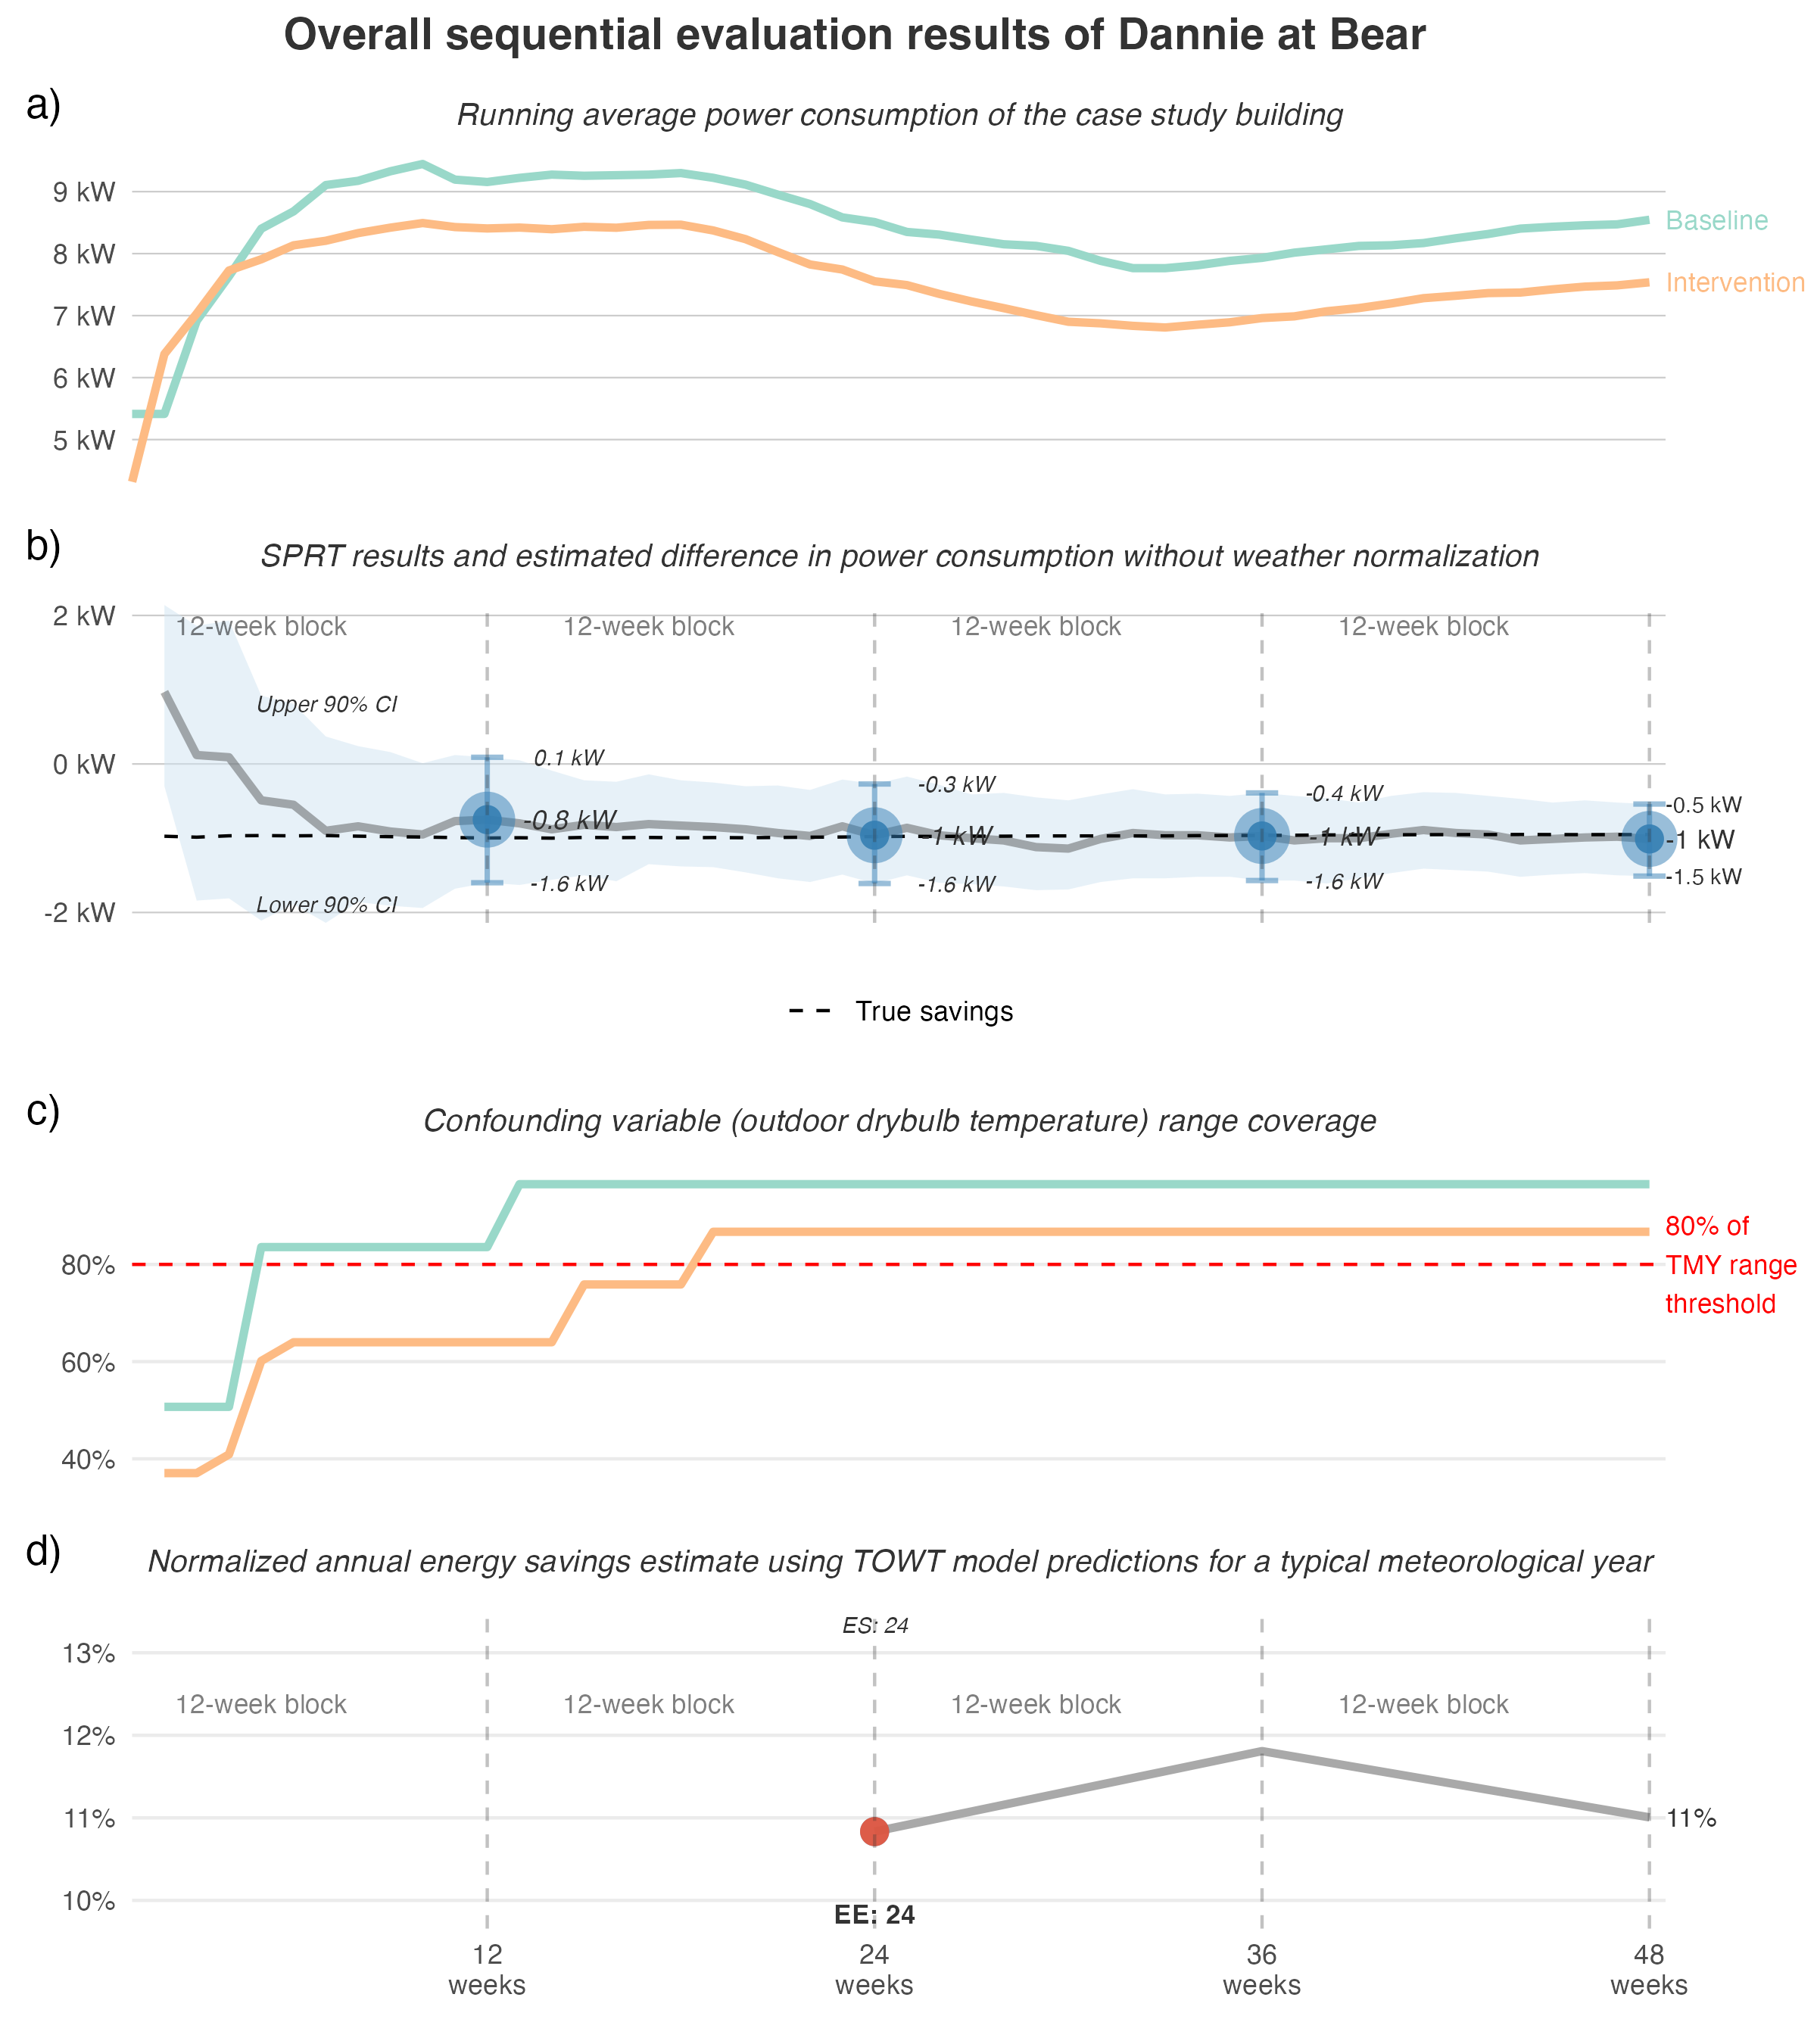 Overall sequential evaluation results of Dannie at Bear
a)
Running average power consumption of the case study building
9 kW
8 kW
7 kW
6 kW
5 kW
Baseline
Intervention
b)
SPRT results and estimated difference in power consumption without weather normalization
2 kW
0 kW
-2 kW
12-week block
12-week block
12-week block
12-week block
Upper 90% CI
Lower 90% CI
0.1 kW
-0.8 kW
-1.6 kW
-0.3 kW
-1 kW
-1.6 kW
-0.4 kW
-1 kW
-1.6 kW
-0.5 kW
-1 kW
-1.5 kW
True savings
c)
Confounding variable (outdoor drybulb temperature) range coverage
80%
60%
40%
80% of
TMY range
threshold
d)
Normalized annual energy savings estimate using TOWT model predictions for a typical meteorological year
ES: 24
13%
12%
11%
10%
12-week block
12-week block
12-week block
12-week block
11%
EE: 24
12
weeks
24
weeks
36
weeks
48
weeks